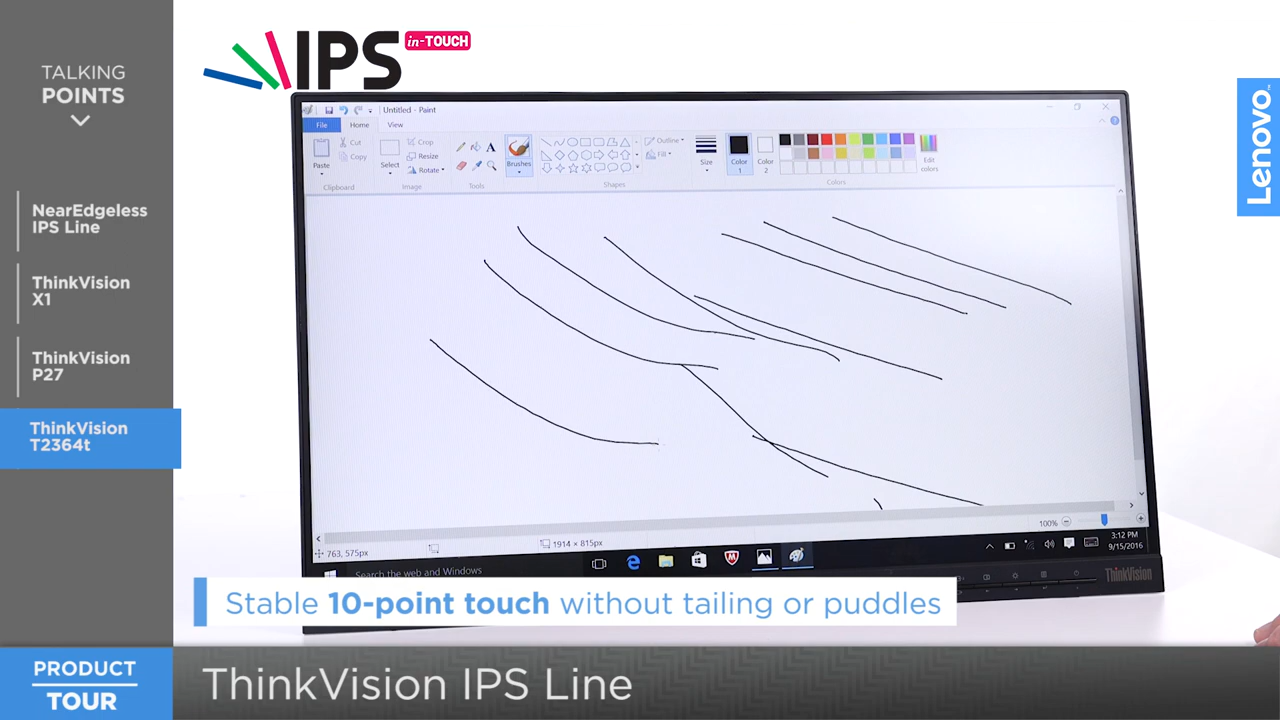 TALKING
POINTS
NearEdgeless
IPS Line
ThinkVision
X1
ThinkVision
P27
ThinkVision
T2364t
PRODUCT
TOUR
IPS in-TOUCH
Lenovo
Untitled - Paint
File Home View
Paste
Cut
Copy
Clipboard
Select
Crop
Resize
Rotate
Image
A
Tools
Brushes
Shapes
Outline
Fill
Size
Color
1
Color
2
Edit
colors
Colors
763, 575px
1914 × 815px
100%
Search the web and Windows
3:12 PM
9/15/2016
ThinkVision
Stable 10-point touch without tailing or puddles
ThinkVision IPS Line